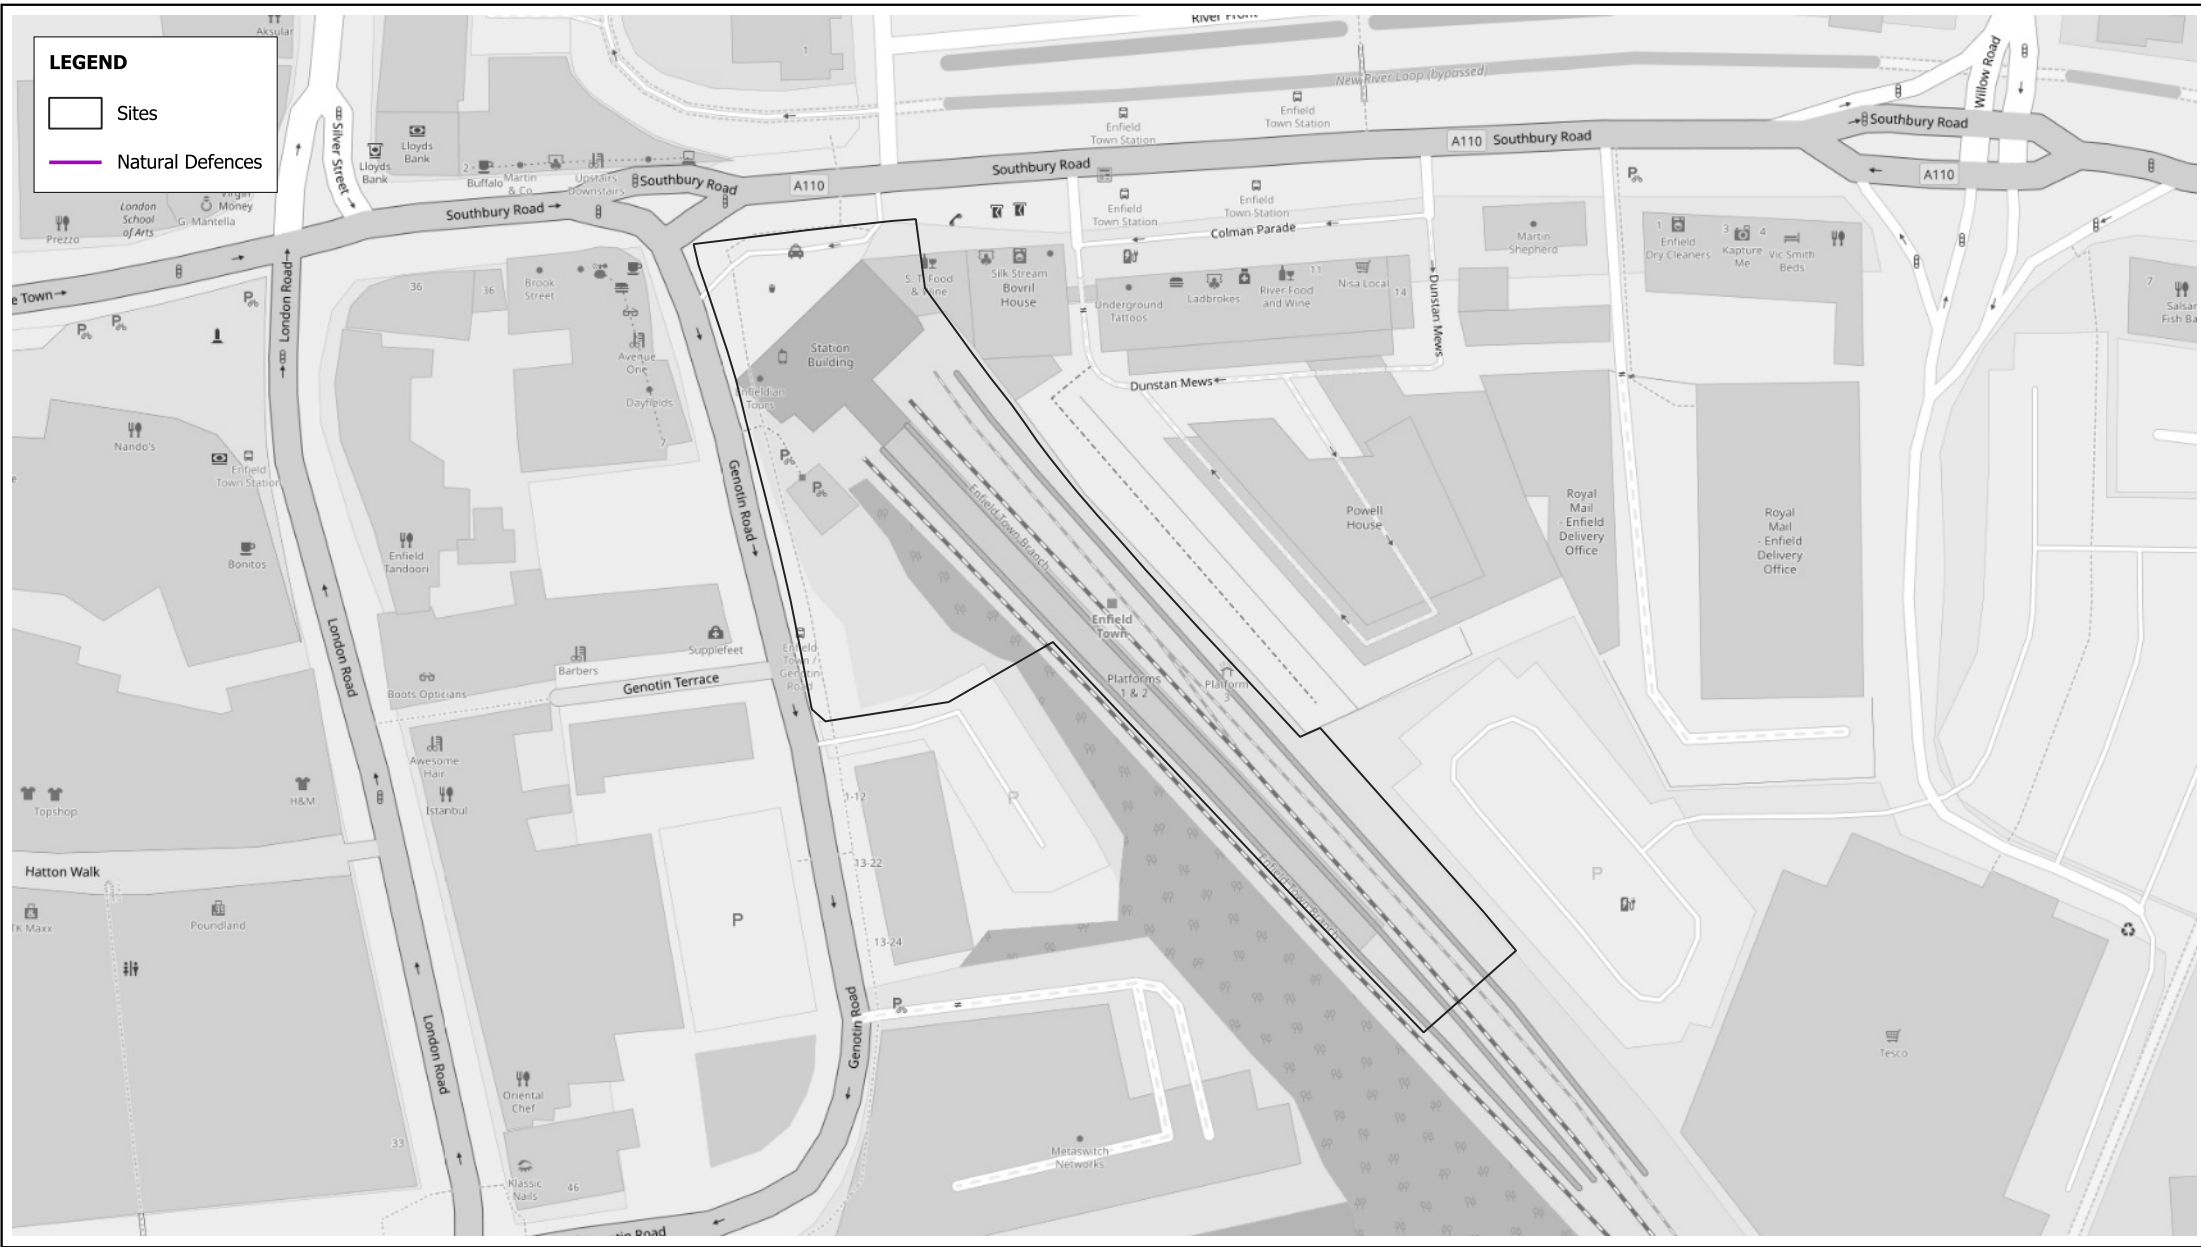 River Front
Aksular
1
LEGEND
Sites
Natural Defences
New River Loop (bypassed)
Willow Road
Enfield
Town Station
Enfield
Town Station
Silver Street
Lloyds
Bank
Lloyds
Bank
2
Buffalo
Martin
& Co
Upstairs
Downstairs
Southbury Road
A110
Southbury Road
A110
Southbury Road
Southbury Road
A110
Virgin
Money
G. Mantella
London
School
of Arts
Prezzo
Southbury Road
Enfield
Town Station
Enfield
Town Station
Colman Parade
Martin
Shepherd
1
Enfield
Dry Cleaners
3
Kapture
Me
4
Vic Smith
Beds
e Town
London Road
36
36
Brook
Street
S. T. Food
& Wine
Silk Stream
Bovril
House
Underground
Tattoos
Ladbrokes
River Food
and Wine
11
Nisa Local
14
Dunstan Mews
7
Salsa
Fish Ba
Avenue
One
Dayfields
7
Station
Building
Enfieldian
Tours
Dunstan Mews
Nando's
Enfield
Town Station
Bonitos
Enfield
Tandoori
Genotin Road
Enfield Town Branch
Powell
House
Royal
Mail
- Enfield
Delivery
Office
Royal
Mail
- Enfield
Delivery
Office
Enfield
Town
Platforms
1 & 2
Platform
3
London Road
Barbers
Supplefeet
Boots Opticians
Genotin Terrace
Enfield
Town /
Genotin
Road
Awesome
Hair
Istanbul
Topshop
H&M
1-12
P
13-22
Enfield Town Branch
P
Hatton Walk
TK Maxx
Poundland
P
13-24
Genotin Road
London Road
Oriental
Chef
Tesco
33
Metaswitch
Networks
Klassic
Nails
46
tin Road